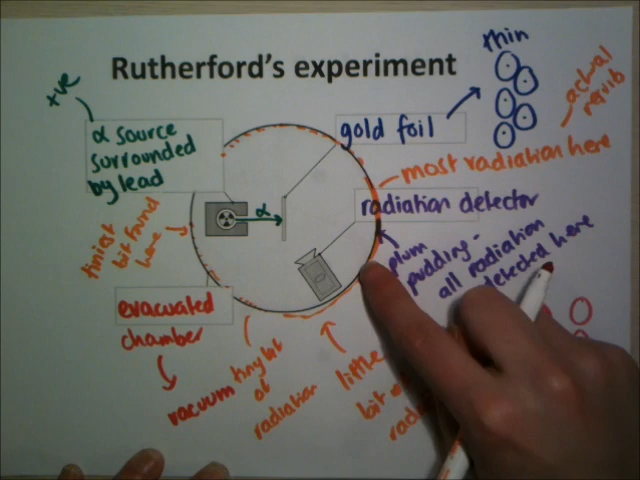 Rutherford's experiment
+ve
α source
surrounded
by lead
thin
gold foil
actual
most radiation here
radiation detector
α
plum
pudding-
all radiation
detected here
tiniest
bit found
here
evacuated
chamber
vacuum
tiny bit
of
radiation
little
bit